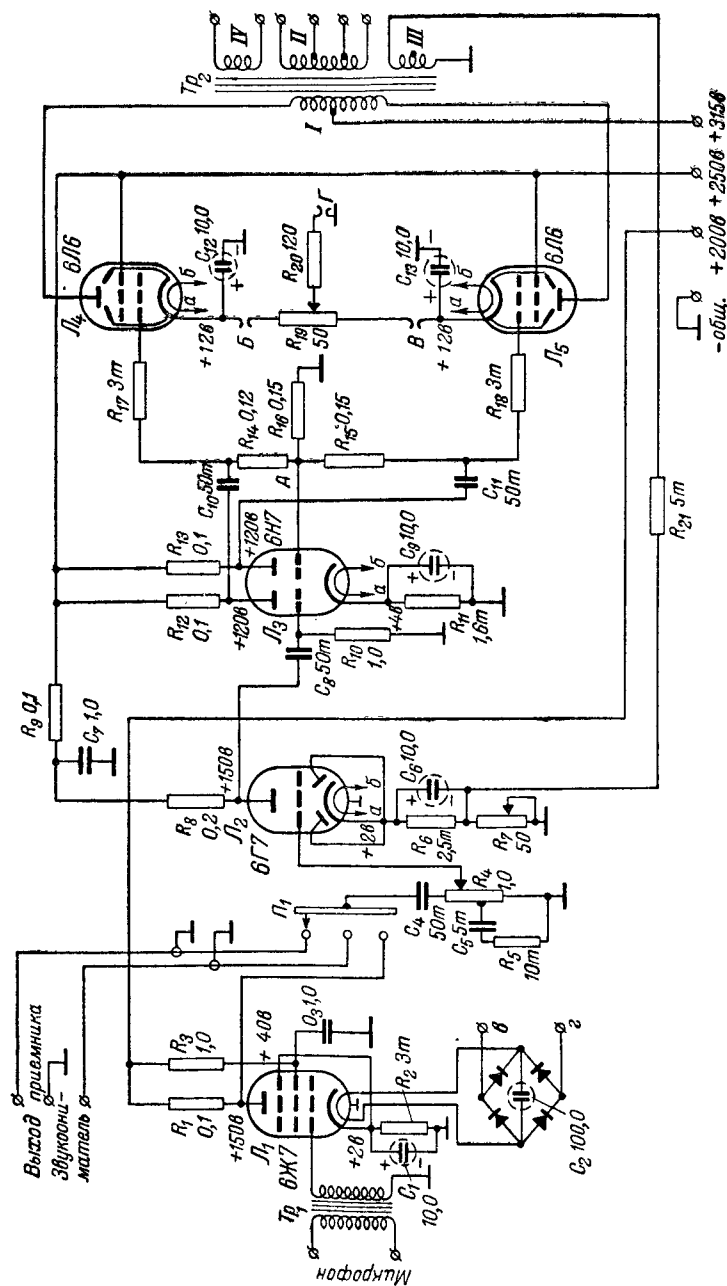 Выход приемника
Звукосни-
матель
Микрофон
Тр₁
R₁
0,1
+150в
Л₁
6Ж7
R₃
1,0
+40в
C₃ 1,0
+2в
R₂ 3т
C₁
10,0
C₂ 100,0
в
г
П₁
C₄
50т
R₄
1,0
C₅ 5т
R₅
10т
R₈
0,2
+150в
Л₂
6Г7
+2в
а
б
R₆
2,5т
C₆ 10,0
R₇
50
R₉ 0,1
C₇ 1,0
C₈ 50т
R₁₀
1,0
R₁₂
0,1
R₁₃
0,1
+120в
+120в
Л₃
6Н7
+4в
а
б
R₁₁
1,6т
C₉ 10,0
C₁₀ 50т
C₁₁
50т
R₁₄ 0,12
А
R₁₆ 0,15
R₁₅ 0,15
R₁₇ 3т
R₁₈ 3т
Л₄
6Л6
а
б
+12в
C₁₂ 10,0
Б
R₁₉
50
R₂₀ 120
Г
В
+12в
C₁₃ 10,0
а
б
Л₅
6Л6
Тр₂
I
IV
II
III
R₂₁ 5т
-общ.
+200в
+250в
+315в